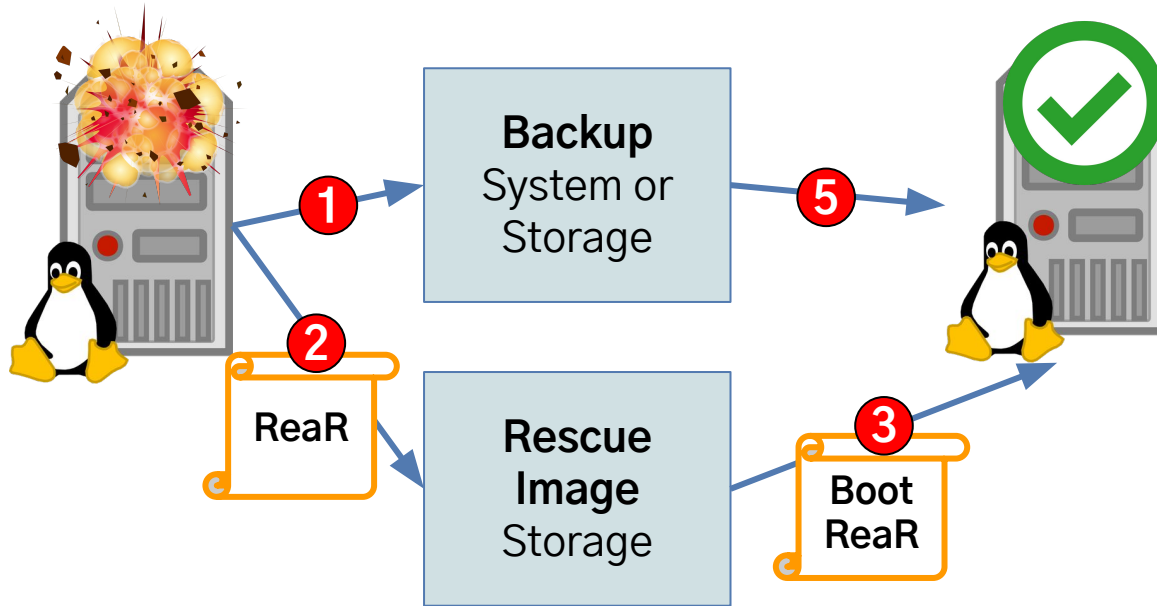 1
Backup
System or
Storage
5
2
ReaR
Rescue
Image
Storage
3
Boot
ReaR